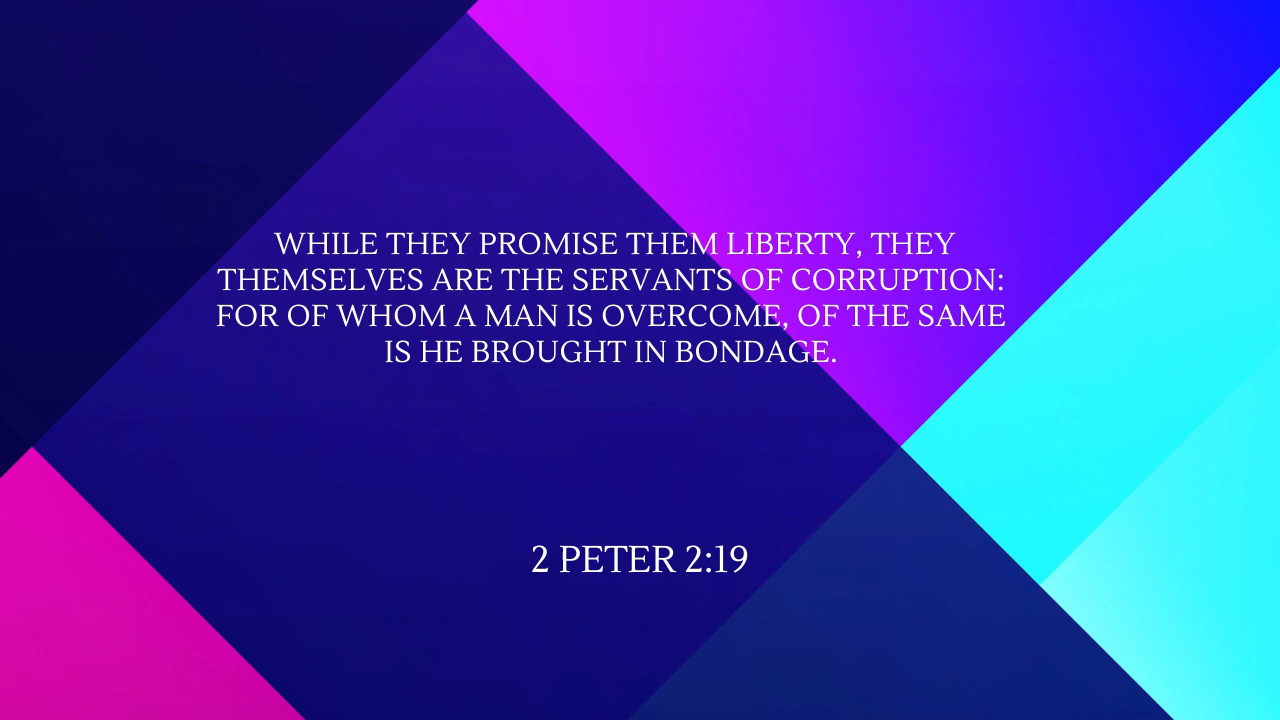 WHILE THEY PROMISE THEM LIBERTY, THEY
THEMSELVES ARE THE SERVANTS OF CORRUPTION:
FOR OF WHOM A MAN IS OVERCOME, OF THE SAME
IS HE BROUGHT IN BONDAGE.
2 PETER 2:19